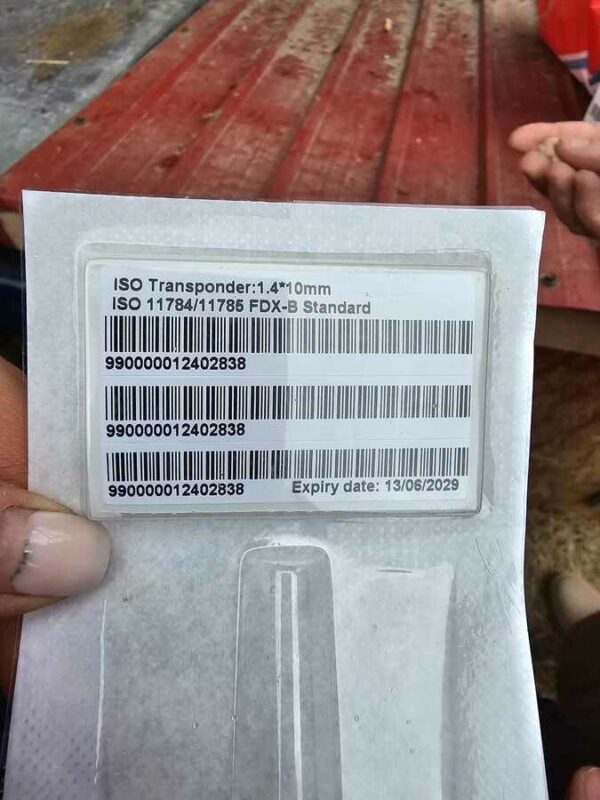 ISO Transponder:1.4*10mm
ISO 11784/11785 FDX-B Standard
990000012402838
990000012402838
990000012402838 Expiry date: 13/06/2029